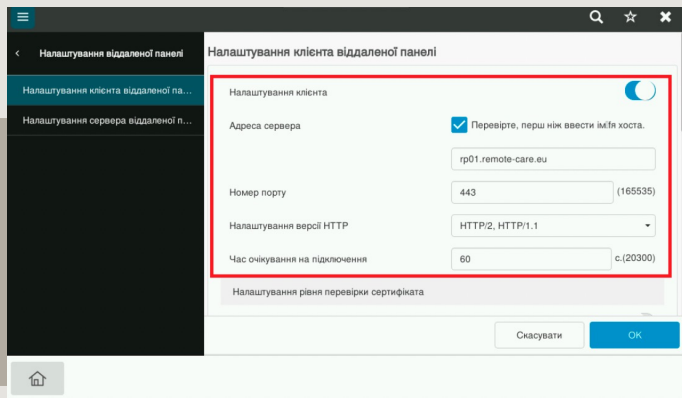 Налаштування віддаленої панелі
Налаштування клієнта віддаленої панелі
Налаштування клієнта віддаленої па...
Налаштування сервера віддаленої п...
Налаштування клієнта
Адреса сервера
Перевірте, перш ніж ввести ім fя хоста.
rp01.remote-care.eu
Номер порту
443
(165535)
Налаштування версії HTTP
HTTP/2, HTTP/1.1
Час очікування на підключення
60
с.(20300)
Налаштування рівня перевірки сертифіката
Скасувати
OK